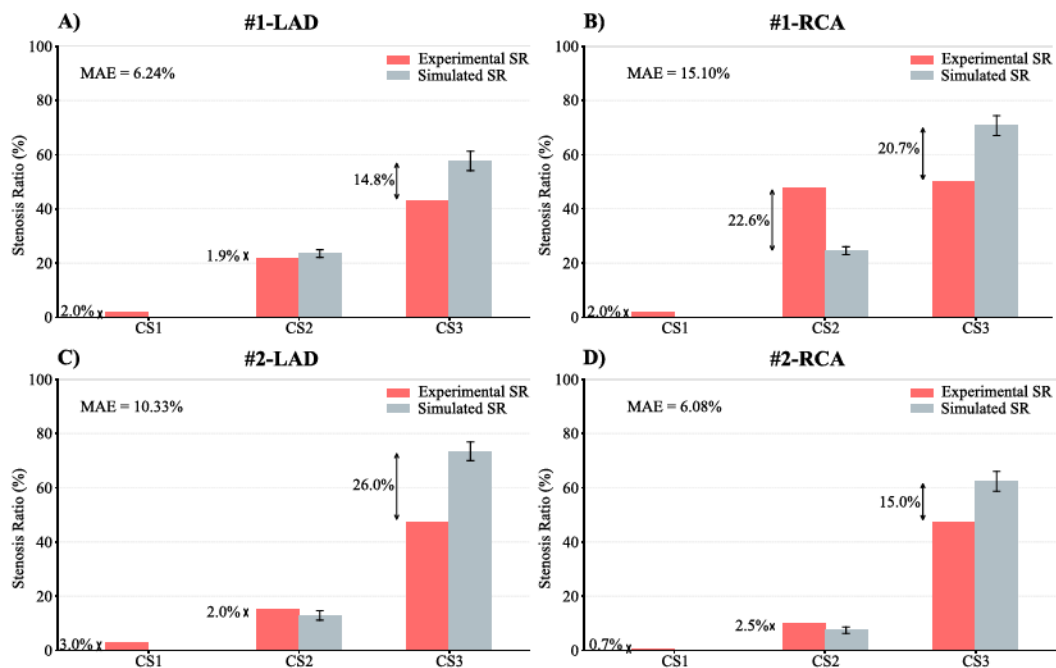 A)
#1-LAD
100
80
60
40
20
0
Stenosis Ratio (%)
MAE = 6.24%
Experimental SR
Simulated SR
2.0%
1.9%
14.8%
CS1
CS2
CS3
B)
#1-RCA
100
80
60
40
20
0
Stenosis Ratio (%)
MAE = 15.10%
Experimental SR
Simulated SR
2.0%
22.6%
20.7%
CS1
CS2
CS3
C)
#2-LAD
100
80
60
40
20
0
Stenosis Ratio (%)
MAE = 10.33%
Experimental SR
Simulated SR
3.0%
2.0%
26.0%
CS1
CS2
CS3
D)
#2-RCA
100
80
60
40
20
0
Stenosis Ratio (%)
MAE = 6.08%
Experimental SR
Simulated SR
0.7%
2.5%
15.0%
CS1
CS2
CS3